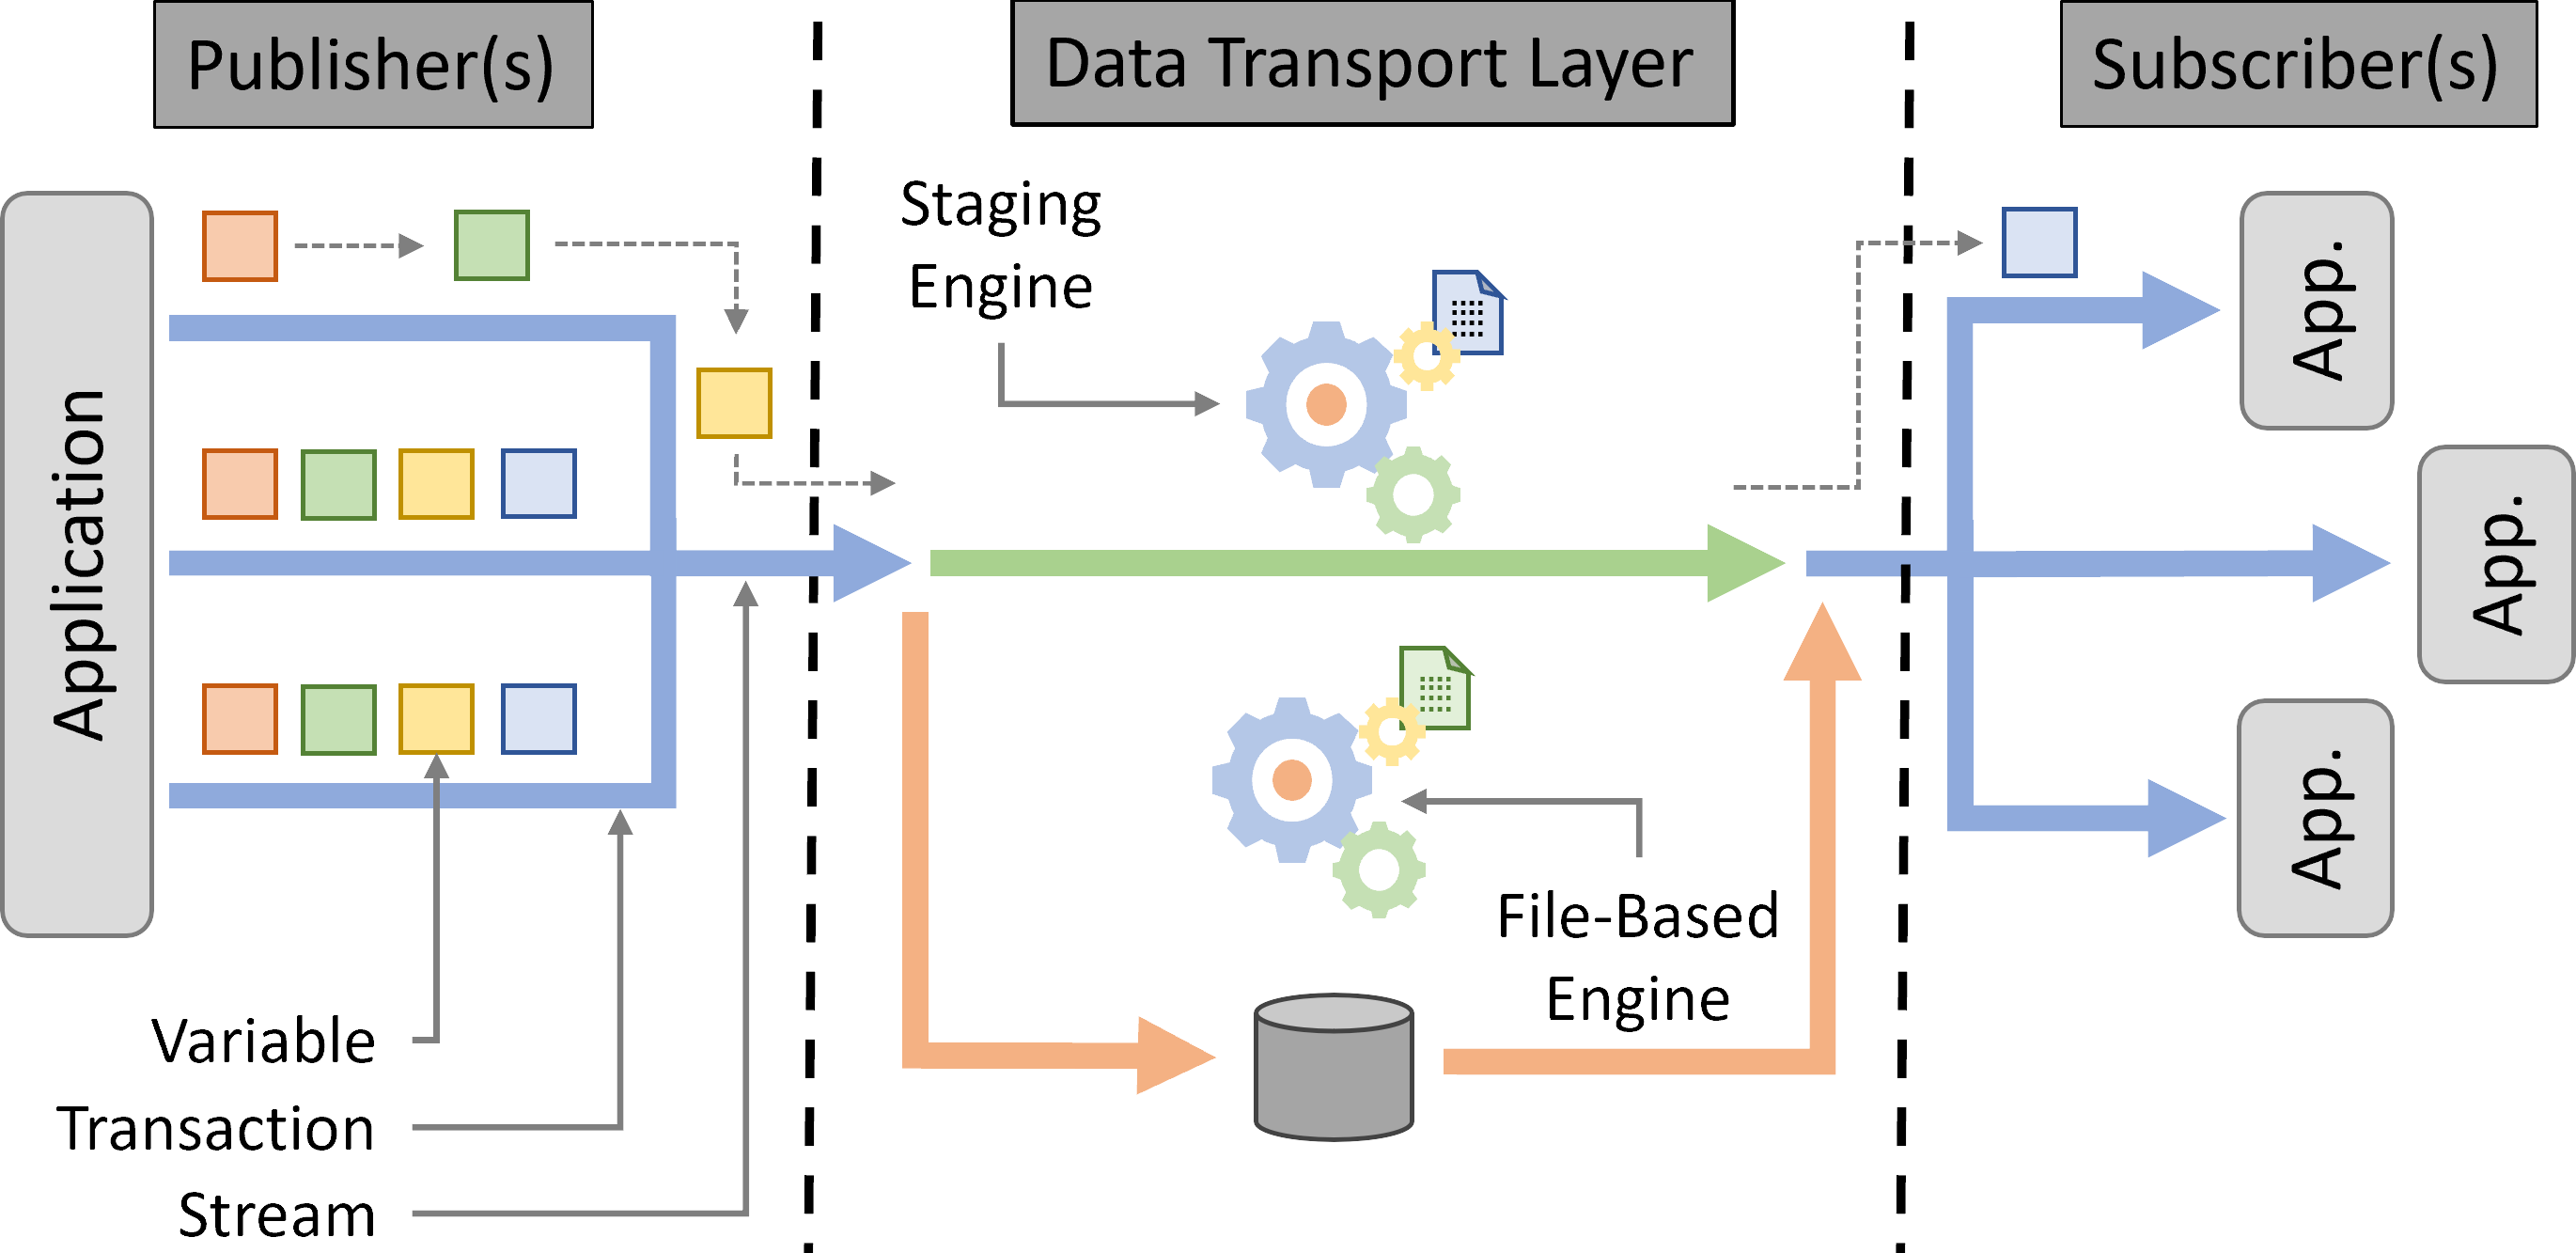 Publisher(s)
Data Transport Layer
Subscriber(s)
Application
Variable
Transaction
Stream
Staging
Engine
File-Based
Engine
App.
App.
App.